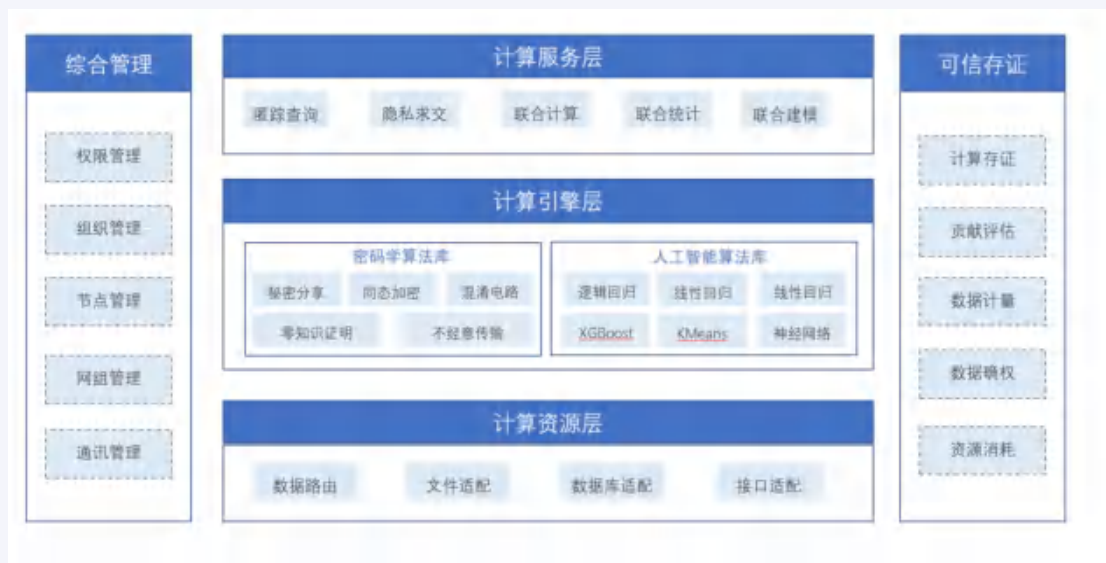 综合管理
权限管理
组织管理
节点管理
网组管理
通讯管理
计算服务层
匿踪查询 隐私求交 联合计算 联合统计 联合建模
计算引擎层
密码学算法库
秘密分享 同态加密 混淆电路
零知识证明 不经意传输
人工智能算法库
逻辑回归 线性回归 线性回归
XGBoost KMeans 神经网络
计算资源层
数据路由 文件适配 数据库适配 接口适配
可信存证
计算存证
贡献评估
数据计量
数据确权
资源消耗